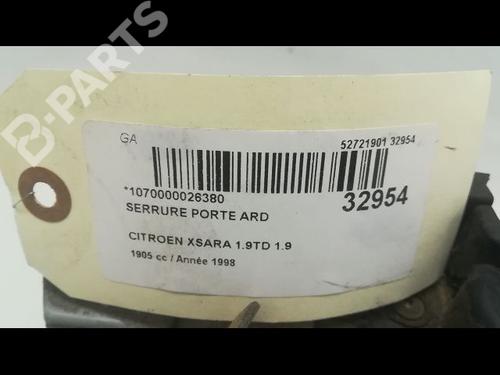 B-PARTS
GA
52721901 32954
*1070000026380
32954
SERRURE PORTE ARD
CITROEN XSARA 1.9TD 1.9
1905 cc / Année 1998